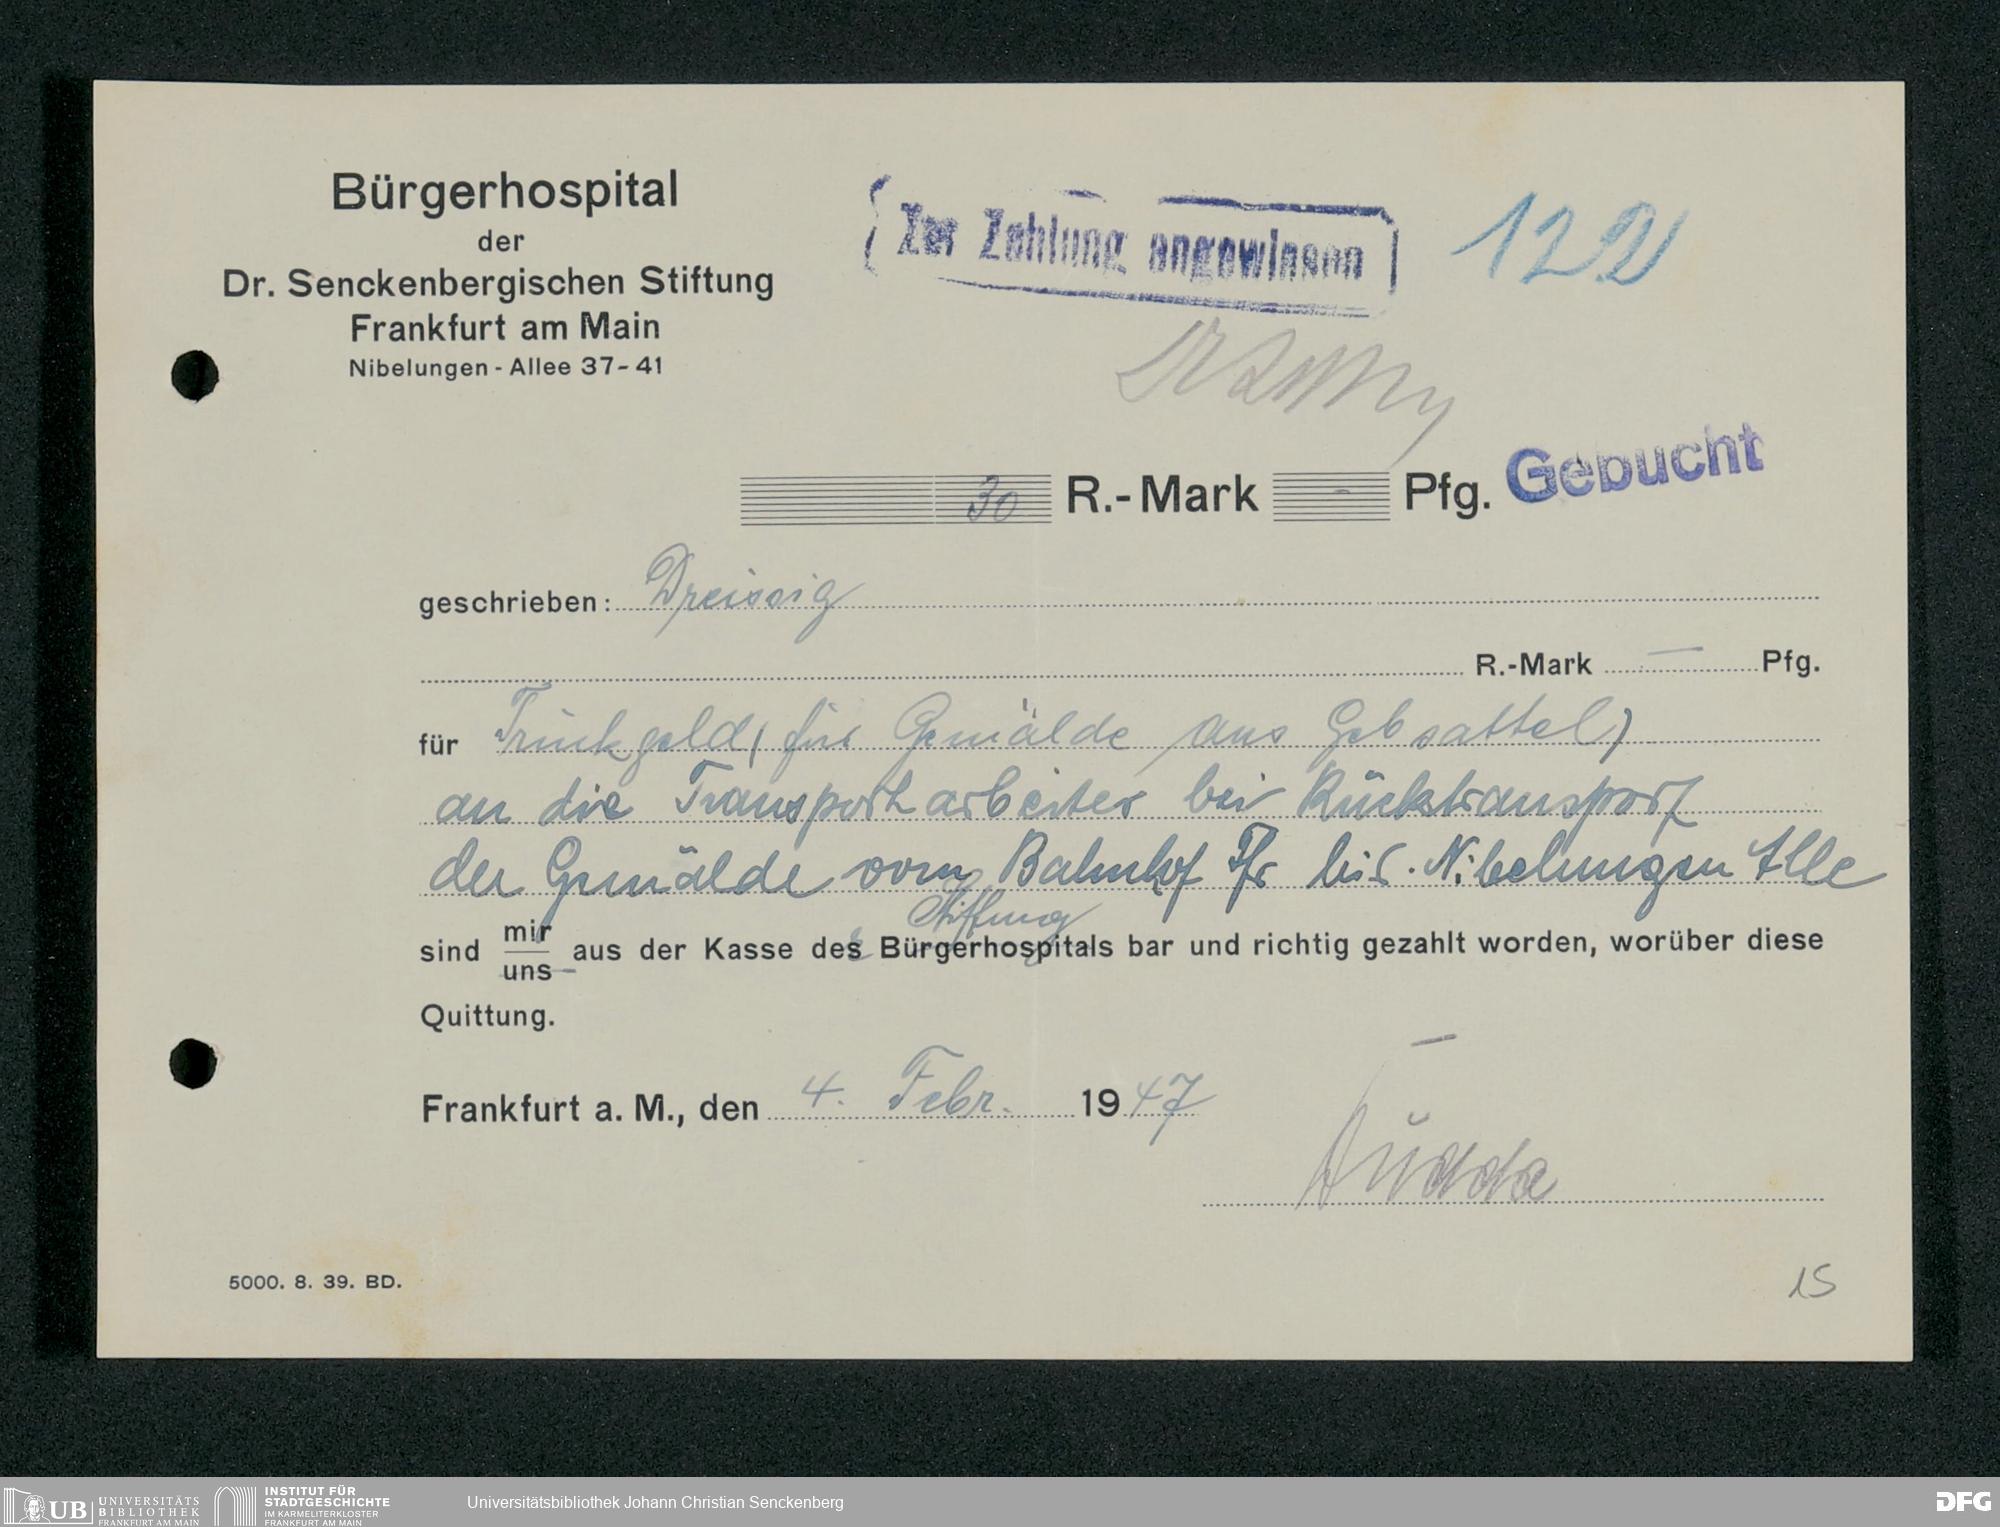 Bürgerhospital
der
Dr. Senckenbergischen Stiftung
Frankfurt am Main
Nibelungen-Allee 37-41
Zur Zahlung angewiesen
122
30 R.-Mark - Pfg.
Gebucht
geschrieben: Dreissig
R.-Mark — Pfg.
für Trinkgeld (für Gemälde aus Gebsattel)
an die Transportarbeiter bei Rücktransport
der Gemälde vom Bahnhof Ffr bis Nibelungen Alle
Stiftung
sind mir/uns aus der Kasse des Bürgerhospitals bar und richtig gezahlt worden, worüber diese
Quittung.
Frankfurt a. M., den 4. Febr. 1947
5000. 8. 39. BD.
15
UB UNIVERSITÄTS
BIBLIOTHEK
FRANKFURT AM MAIN
INSTITUT FÜR
STADTGESCHICHTE
IM KARMELITERKLOSTER
FRANKFURT AM MAIN
Universitätsbibliothek Johann Christian Senckenberg
DFG